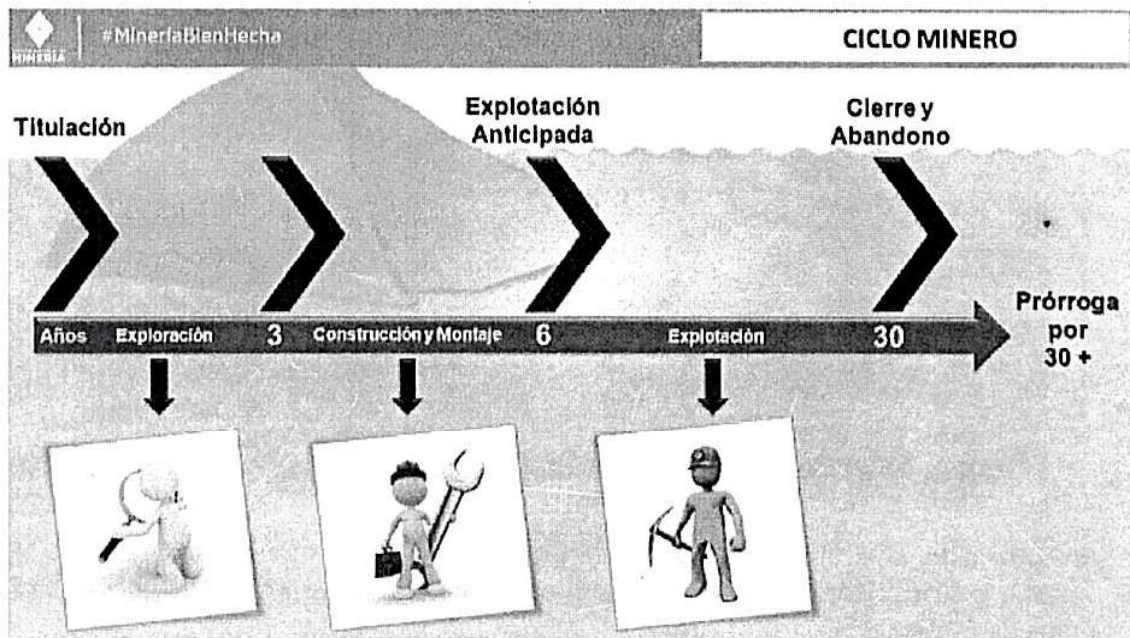 MINERÍA
#MineríaBienHecha
CICLO MINERO
Titulación
Explotación
Anticipada
Cierre y
Abandono
Años
Exploración
3
Construcción y Montaje
6
Explotación
30
Prórroga
por
30 +